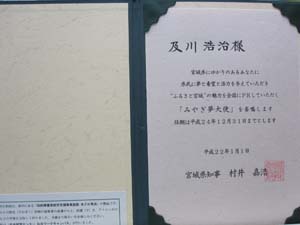 及川 浩治様
宮城県にゆかりのあるあなたに
県民に夢と希望と活力を与えていただき
“ふるさと宮城”の魅力を全国にPRしていただく
「みやぎ夢大使」を委嘱します
任期は平成24年12月31日までとします
平成22年1月1日
宮城県知事 村井 嘉浩